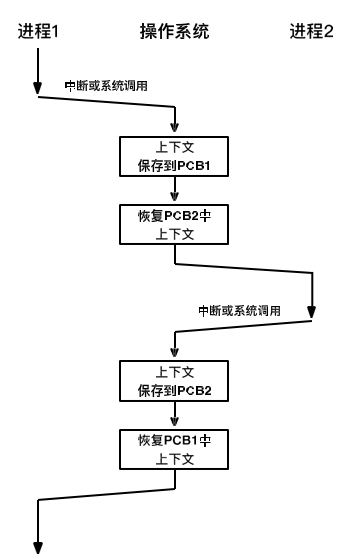 进程1 操作系统 进程2
中断或系统调用
上下文
保存到PCB1
恢复PCB2中
上下文
中断或系统调用
上下文
保存到PCB2
恢复PCB1中
上下文